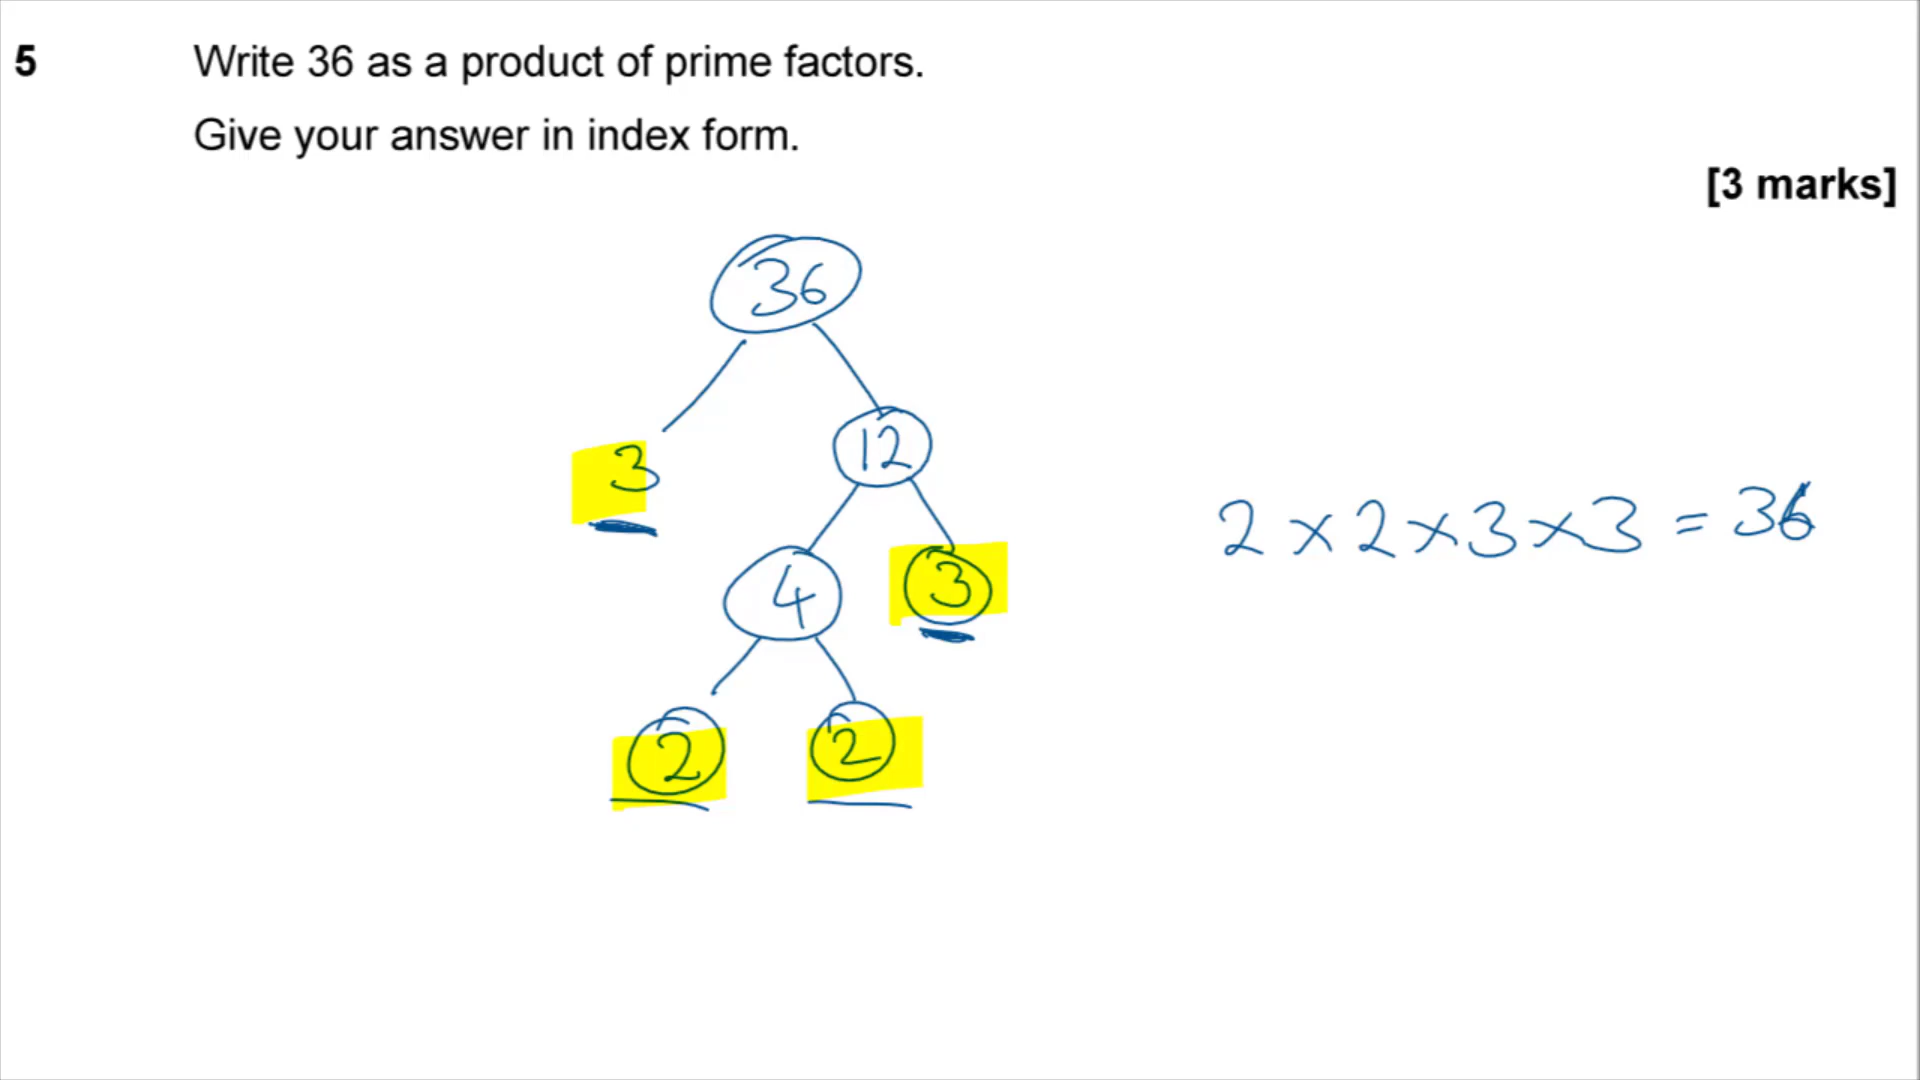 5 Write 36 as a product of prime factors.
Give your answer in index form.
[3 marks]
36
3 12
4 3
2 2
2 × 2 × 3 × 3 = 36